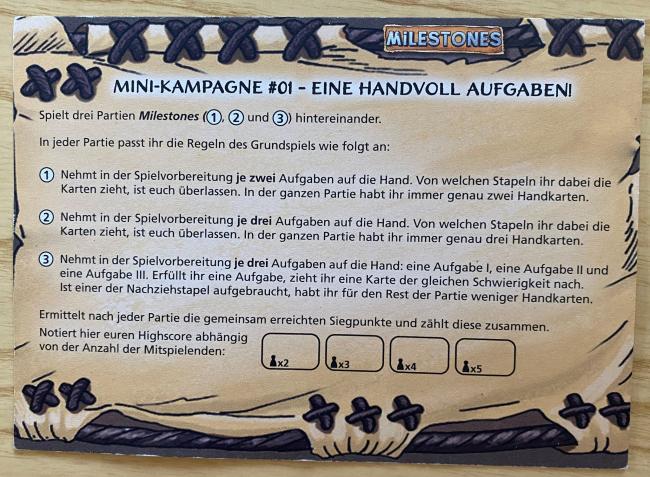 MILESTONES
MINI-KAMPAGNE #01 - EINE HANDVOLL AUFGABEN!
Spielt drei Partien Milestones (①, ② und ③) hintereinander.
In jeder Partie passt ihr die Regeln des Grundspiels wie folgt an:
① Nehmt in der Spielvorbereitung je zwei Aufgaben auf die Hand. Von welchen Stapeln ihr dabei die
Karten zieht, ist euch überlassen. In der ganzen Partie habt ihr immer genau zwei Handkarten.
② Nehmt in der Spielvorbereitung je drei Aufgaben auf die Hand. Von welchen Stapeln ihr dabei die
Karten zieht, ist euch überlassen. In der ganzen Partie habt ihr immer genau drei Handkarten.
③ Nehmt in der Spielvorbereitung je drei Aufgaben auf die Hand: eine Aufgabe I, eine Aufgabe II und
eine Aufgabe III. Erfüllt ihr eine Aufgabe, zieht ihr eine Karte der gleichen Schwierigkeit nach.
Ist einer der Nachziehstapel aufgebraucht, habt ihr für den Rest der Partie weniger Handkarten.
Ermittelt nach jeder Partie die gemeinsam erreichten Siegpunkte und zählt diese zusammen.
Notiert hier euren Highscore abhängig
von der Anzahl der Mitspielenden:
x2 x3 x4 x5